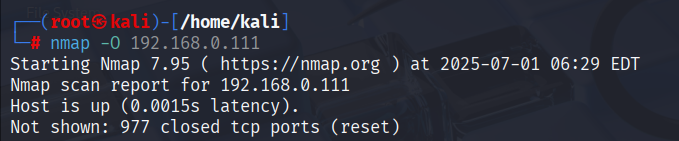 ┌──(root㉿kali)-[/home/kali]
└─# nmap -O 192.168.0.111
Starting Nmap 7.95 ( https://nmap.org ) at 2025-07-01 06:29 EDT
Nmap scan report for 192.168.0.111
Host is up (0.0015s latency).
Not shown: 977 closed tcp ports (reset)